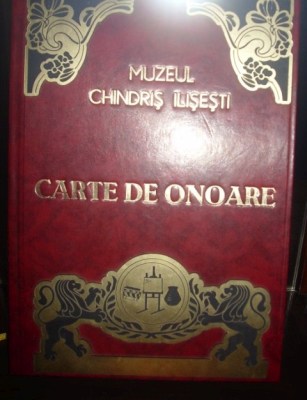 MUZEUL
CHINDRIŞ ILIŞEŞTI
CARTE DE ONOARE